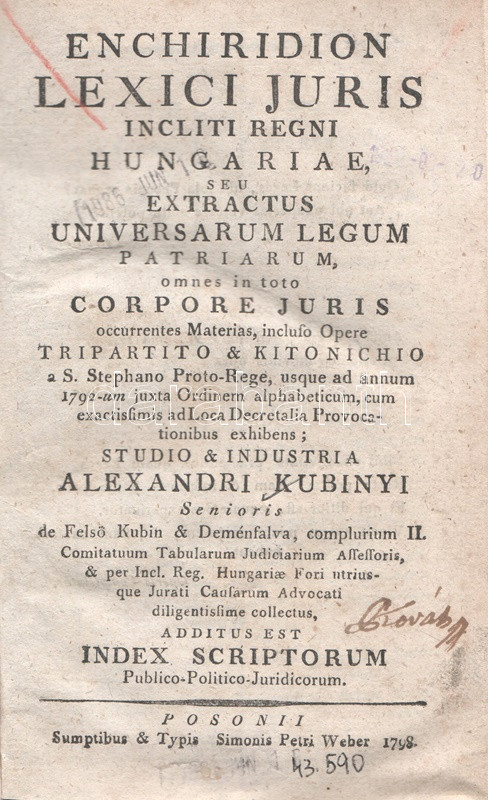 ENCHIRIDION
LEXICI JURIS
INCLITI REGNI
HUNGARIAE,
SEU
EXTRACTUS
UNIVERSARUM LEGUM
PATRIARUM,
omnes in toto
CORPORE JURIS
occurrentes Materias, incluſo Opere
TRIPARTITO & KITONICHIO
a S. Stephano Proto-Rege, usque ad annum
1792-um juxta Ordinem alphabeticum, cum
exactissimis ad Loca Decretalia Provoca-
tionibus exhibens;
STUDIO & INDUSTRIA
ALEXANDRI KUBINYI
Senioris
de Felsö Kubin & Deménfalva, complurium II.
Comitatuum Tabularum Judiciarium Aſſeſſoris,
& per Incl. Reg. Hungariæ Fori utrius-
que Jurati Cauſarum Advocati
diligentissime collectus,
ADDITUS EST
INDEX SCRIPTORUM
Publico-Politico-Juridicorum.
POSONII
Sumptibus & Typis Simonis Petri Weber 1798.
43.590